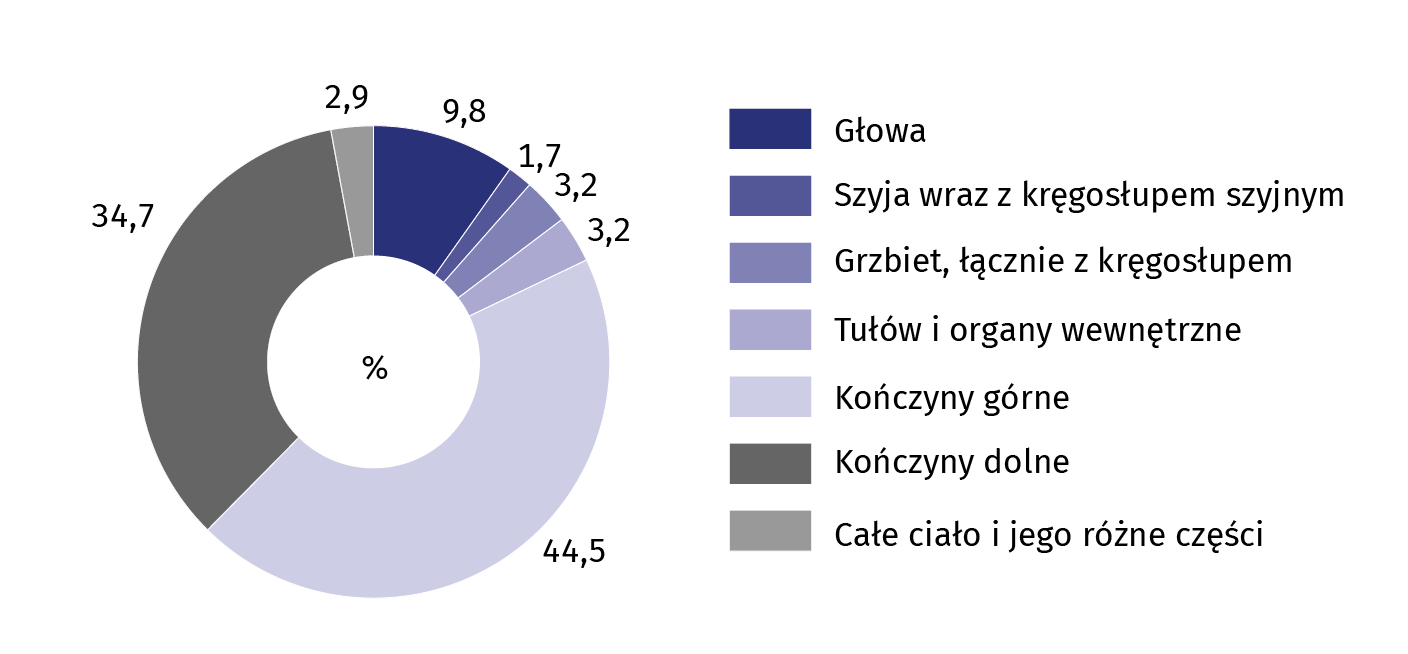 2,9
9,8
1,7
3,2
3,2
34,7
%
44,5
Głowa
Szyja wraz z kręgosłupem szyjnym
Grzbiet, łącznie z kręgosłupem
Tułów i organy wewnętrzne
Kończyny górne
Kończyny dolne
Całe ciało i jego różne części